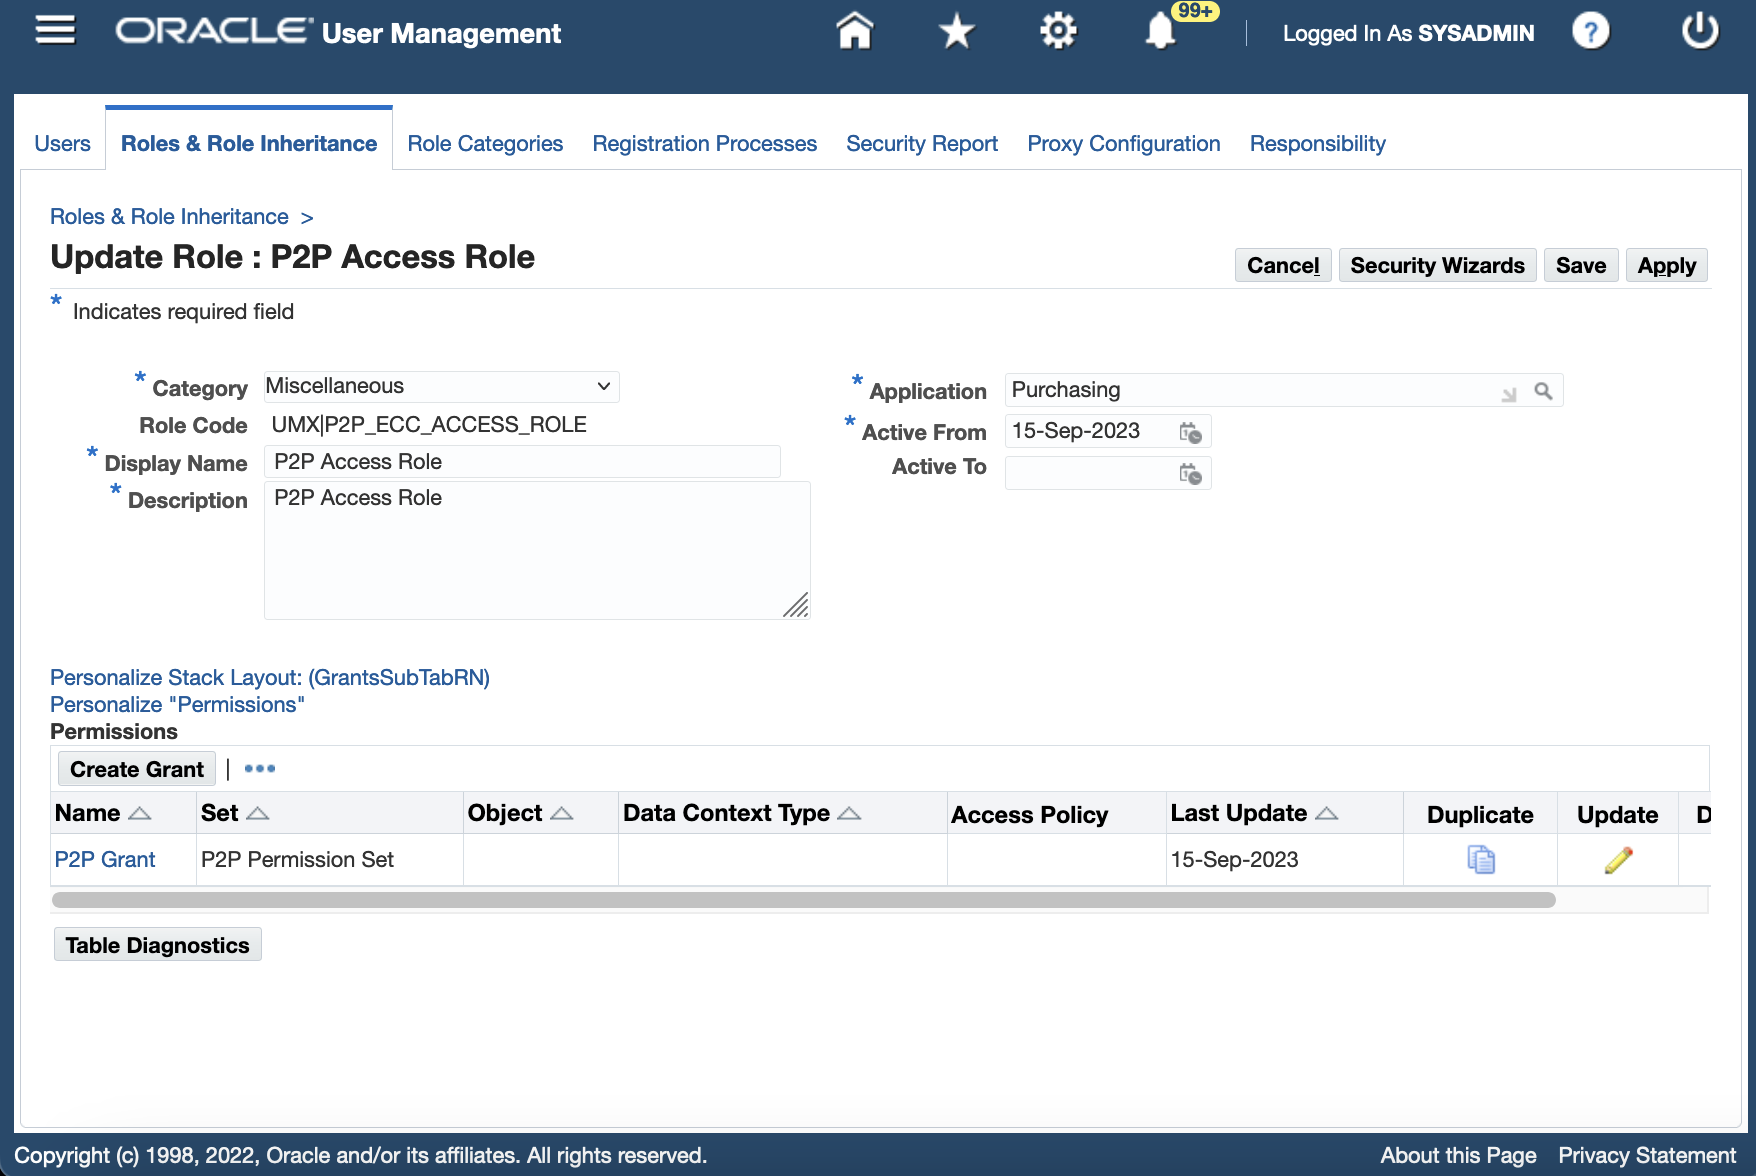 ORACLE User Management
99+
Logged In As SYSADMIN
?
Users Roles & Role Inheritance Role Categories Registration Processes Security Report Proxy Configuration Responsibility
Roles & Role Inheritance >
Update Role : P2P Access Role
Cancel Security Wizards Save Apply
* Indicates required field
* Category Miscellaneous
Role Code UMX|P2P_ECC_ACCESS_ROLE
* Display Name P2P Access Role
* Description P2P Access Role
* Application Purchasing
* Active From 15-Sep-2023
Active To
Personalize Stack Layout: (GrantsSubTabRN)
Personalize "Permissions"
Permissions
Create Grant | •••
Name Set Object Data Context Type Access Policy Last Update Duplicate Update D
P2P Grant P2P Permission Set 15-Sep-2023
Table Diagnostics
Copyright (c) 1998, 2022, Oracle and/or its affiliates. All rights reserved.
About this Page Privacy Statement